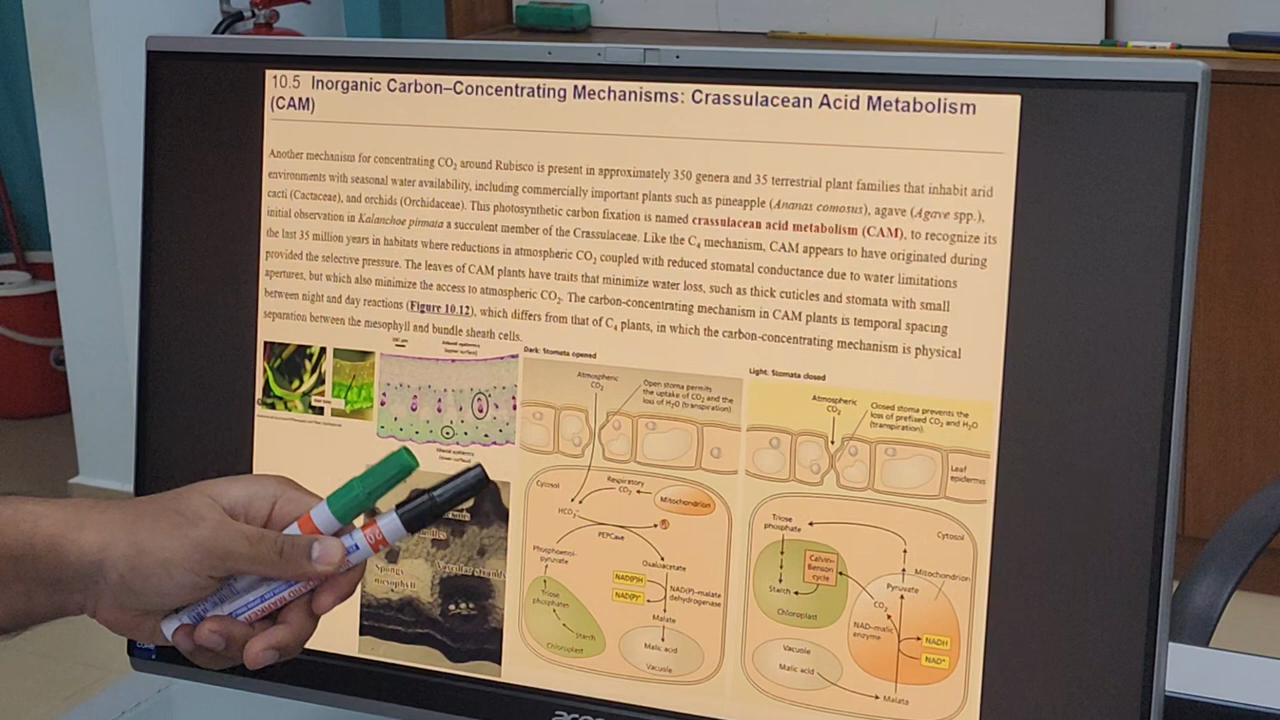 10.5 Inorganic Carbon–Concentrating Mechanisms: Crassulacean Acid Metabolism
(CAM)
Another mechanism for concentrating CO₂ around Rubisco is present in approximately 350 genera and 35 terrestrial plant families that inhabit arid
environments with seasonal water availability, including commercially important plants such as pineapple (Ananas comosus), agave (Agave spp.),
cacti (Cactaceae), and orchids (Orchidaceae). This photosynthetic carbon fixation is named crassulacean acid metabolism (CAM), to recognize its
initial observation in Kalanchoe pinnata a succulent member of the Crassulaceae. Like the C₄ mechanism, CAM appears to have originated during
the last 35 million years in habitats where reductions in atmospheric CO₂ coupled with reduced stomatal conductance due to water limitations
provided the selective pressure. The leaves of CAM plants have traits that minimize water loss, such as thick cuticles and stomata with small
apertures, but which also minimize the access to atmospheric CO₂. The carbon-concentrating mechanism in CAM plants is temporal spacing
between night and day reactions (Figure 10.12), which differs from that of C₄ plants, in which the carbon-concentrating mechanism is physical
separation between the mesophyll and bundle sheath cells.
Dark: Stomata opened
Atmospheric
CO₂
Open stoma permits
the uptake of CO₂ and the
loss of H₂O (transpiration)
Cytosol
Respiratory
CO₂
Mitochondrion
HCO₃⁻
PEPCase
Phosphoenol-
pyruvate
Oxaloacetate
NAD(P)H
NAD(P)⁺
NAD(P)–malate
dehydrogenase
Triose
phosphates
Starch
Chloroplast
Malate
Malic acid
Vacuole
Light: Stomata closed
Atmospheric
CO₂
Closed stoma prevents the
loss of prefixed CO₂ and H₂O
(transpiration).
Leaf
epidermis
Triose
phosphate
Cytosol
Calvin–
Benson
cycle
Starch
Chloroplast
Mitochondrion
Pyruvate
CO₂
NAD–malic
enzyme
NADH
NAD⁺
Vacuole
Malic acid
Malate
Spongy
mesophyll
Vascular strands
acer